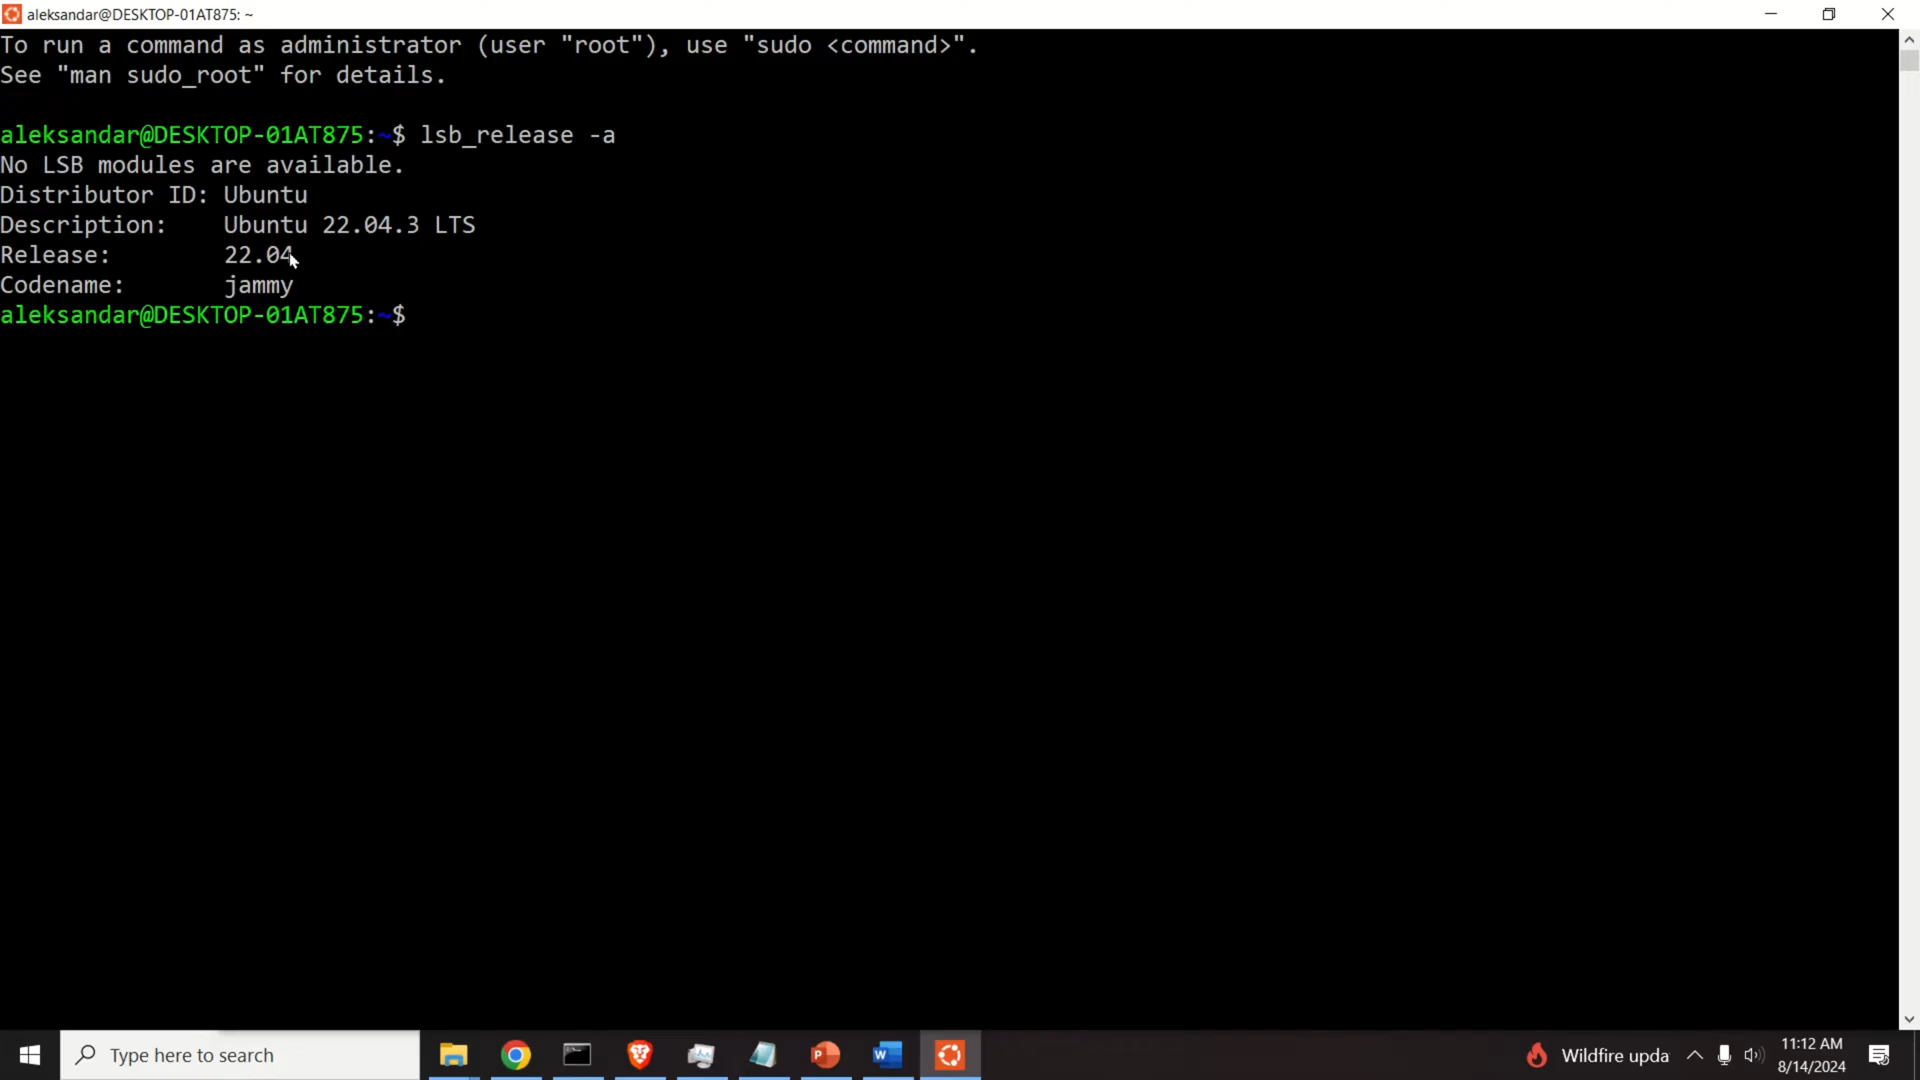 aleksandar@DESKTOP-01AT875: ~
To run a command as administrator (user "root"), use "sudo <command>".
See "man sudo_root" for details.
aleksandar@DESKTOP-01AT875:~$ lsb_release -a
No LSB modules are available.
Distributor ID: Ubuntu
Description:    Ubuntu 22.04.3 LTS
Release:        22.04
Codename:       jammy
aleksandar@DESKTOP-01AT875:~$
Type here to search
P
W
Wildfire upda
11:12 AM
8/14/2024